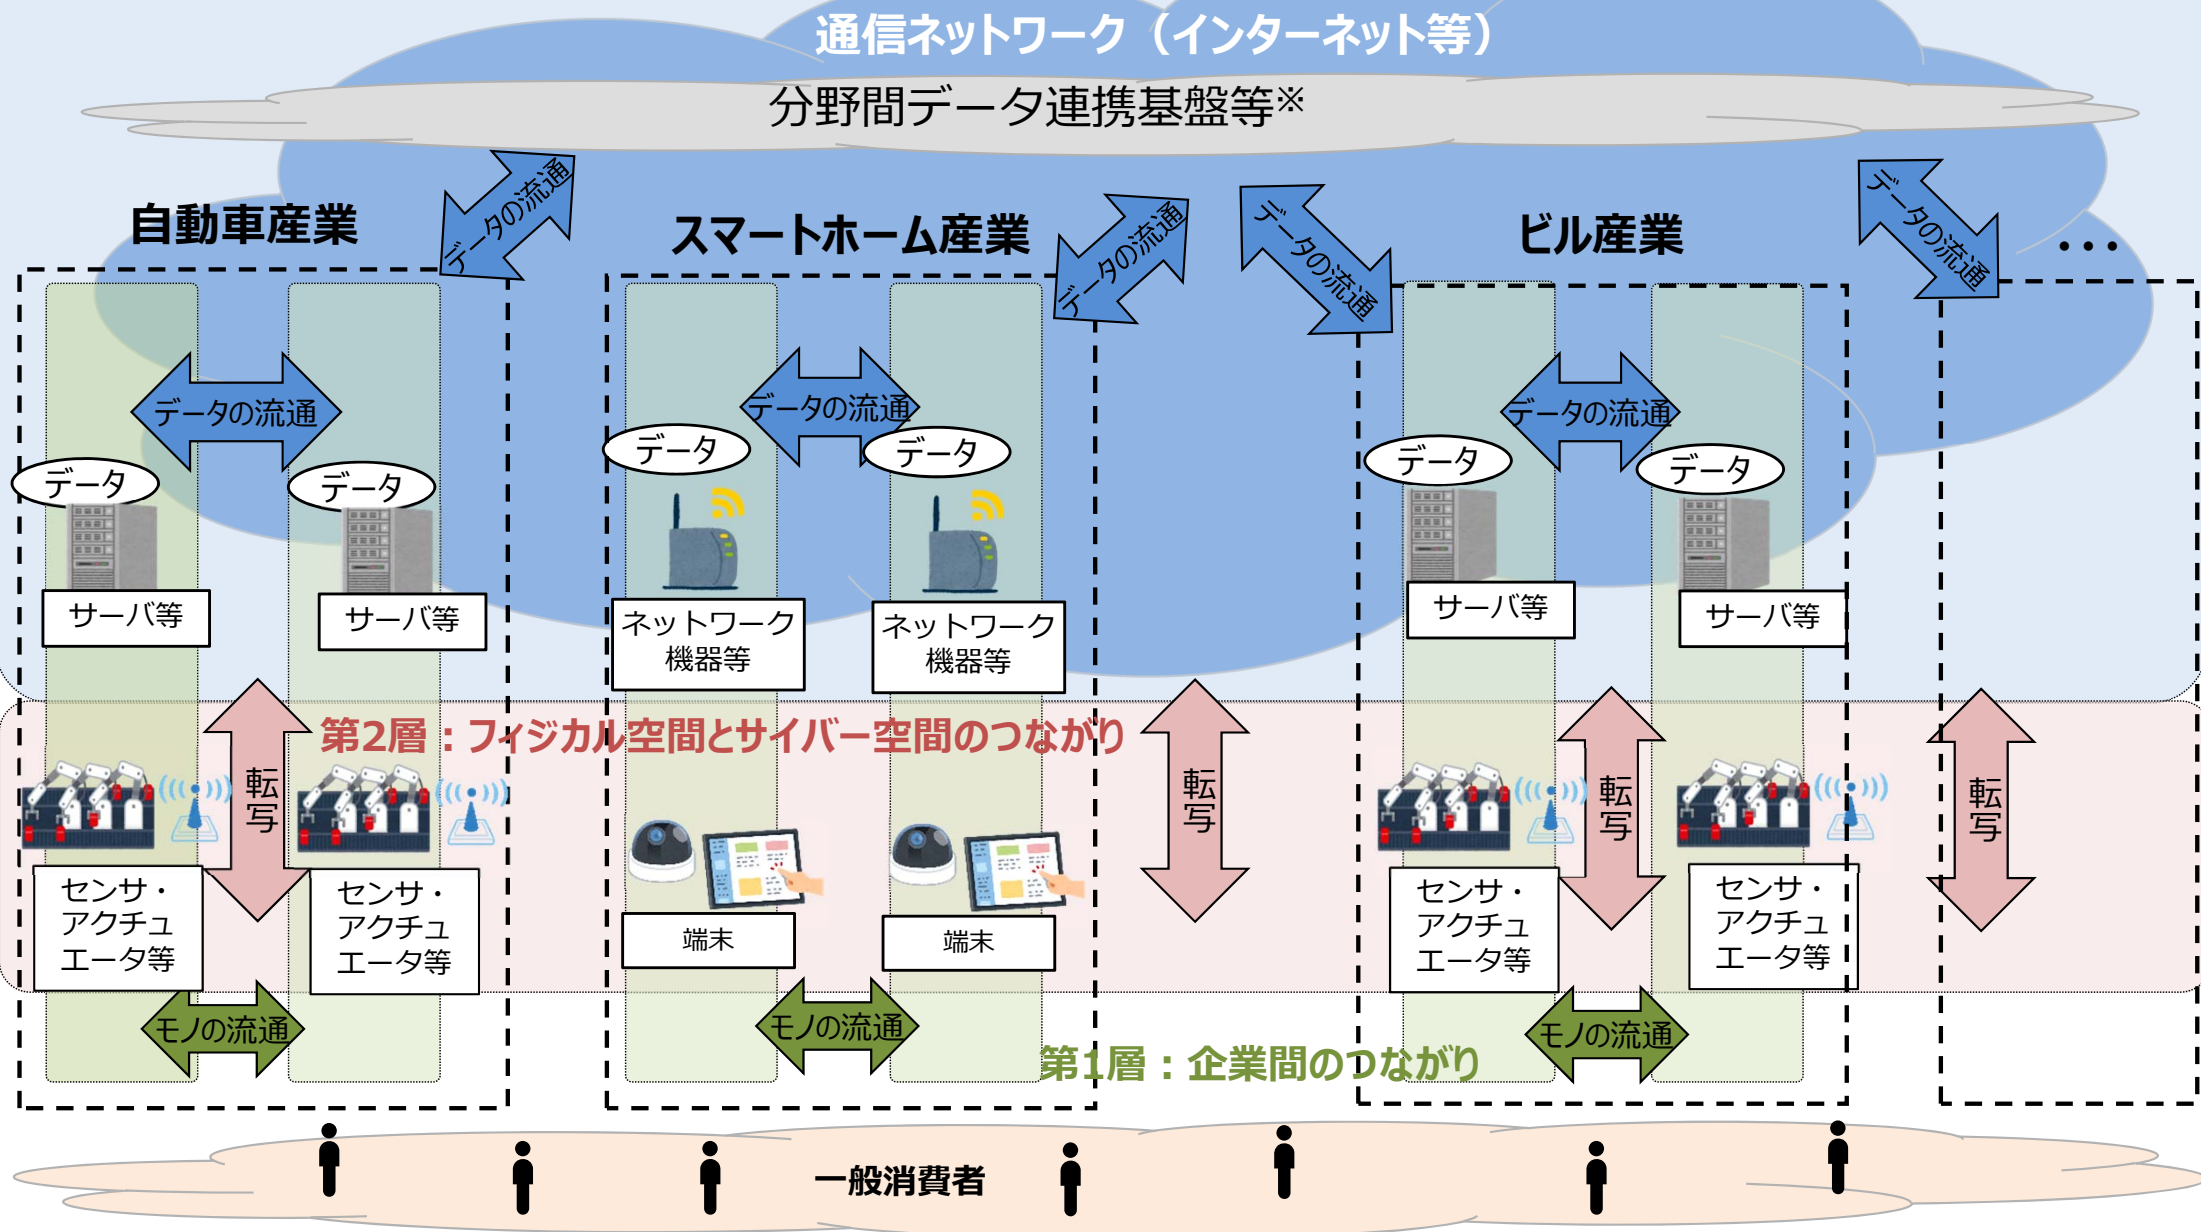 通信ネットワーク（インターネット等）
分野間データ連携基盤等※
データの流通
データの流通
データの流通
データの流通
自動車産業
スマートホーム産業
ビル産業
・・・
データの流通
データの流通
データの流通
データ
データ
データ
データ
データ
データ
サーバ等
サーバ等
ネットワーク
機器等
ネットワーク
機器等
サーバ等
サーバ等
第2層：フィジカル空間とサイバー空間のつながり
転写
転写
転写
転写
センサ・
アクチュ
エータ等
センサ・
アクチュ
エータ等
端末
端末
センサ・
アクチュ
エータ等
センサ・
アクチュ
エータ等
モノの流通
モノの流通
モノの流通
第1層：企業間のつながり
一般消費者